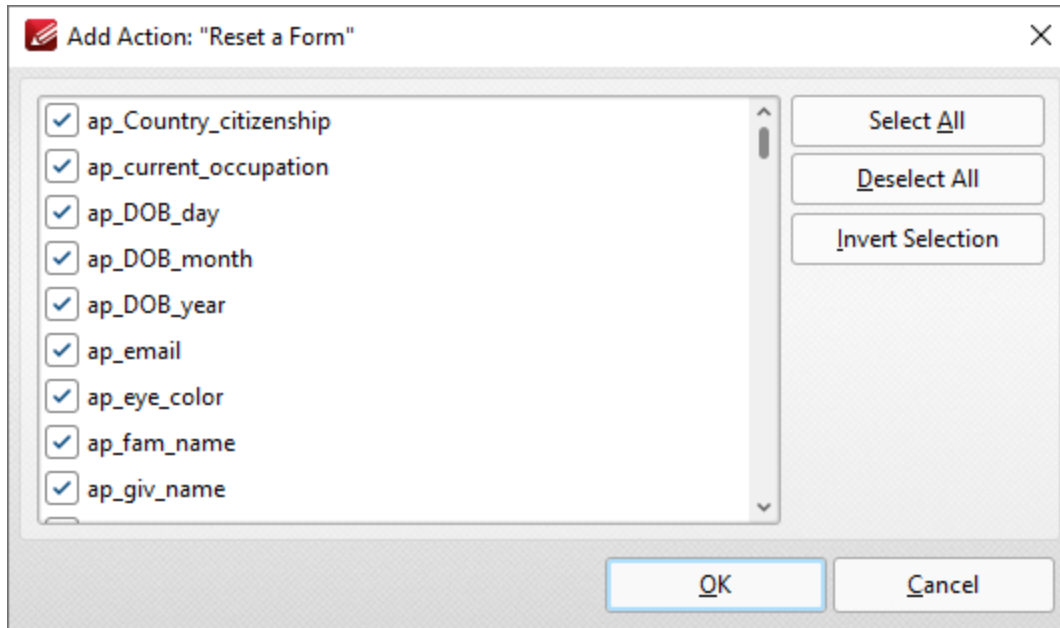 Add Action: "Reset a Form"
ap_Country_citizenship
ap_current_occupation
ap_DOB_day
ap_DOB_month
ap_DOB_year
ap_email
ap_eye_color
ap_fam_name
ap_giv_name
Select All
Deselect All
Invert Selection
OK
Cancel